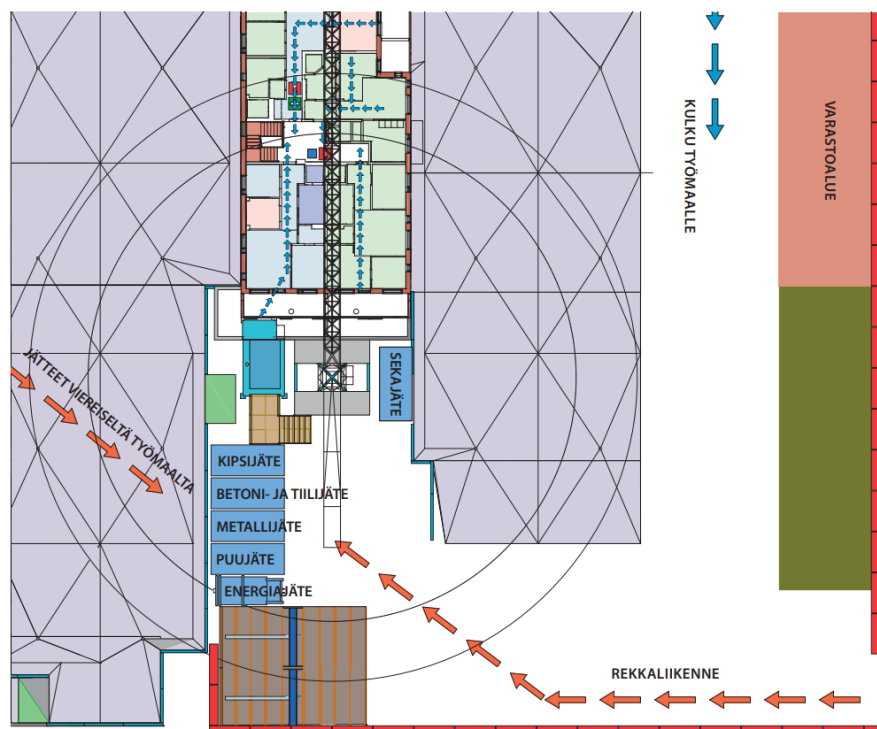 KULKU TYÖMAALLE
VARASTOALUE
JÄTTEET VIEREISELTÄ TYÖMAALTA
SEKAJÄTE
KIPSIJÄTE
BETONI- JA TIILIJÄTE
METALLIJÄTE
PUUJÄTE
ENERGIAJÄTE
REKKALIIKENNE